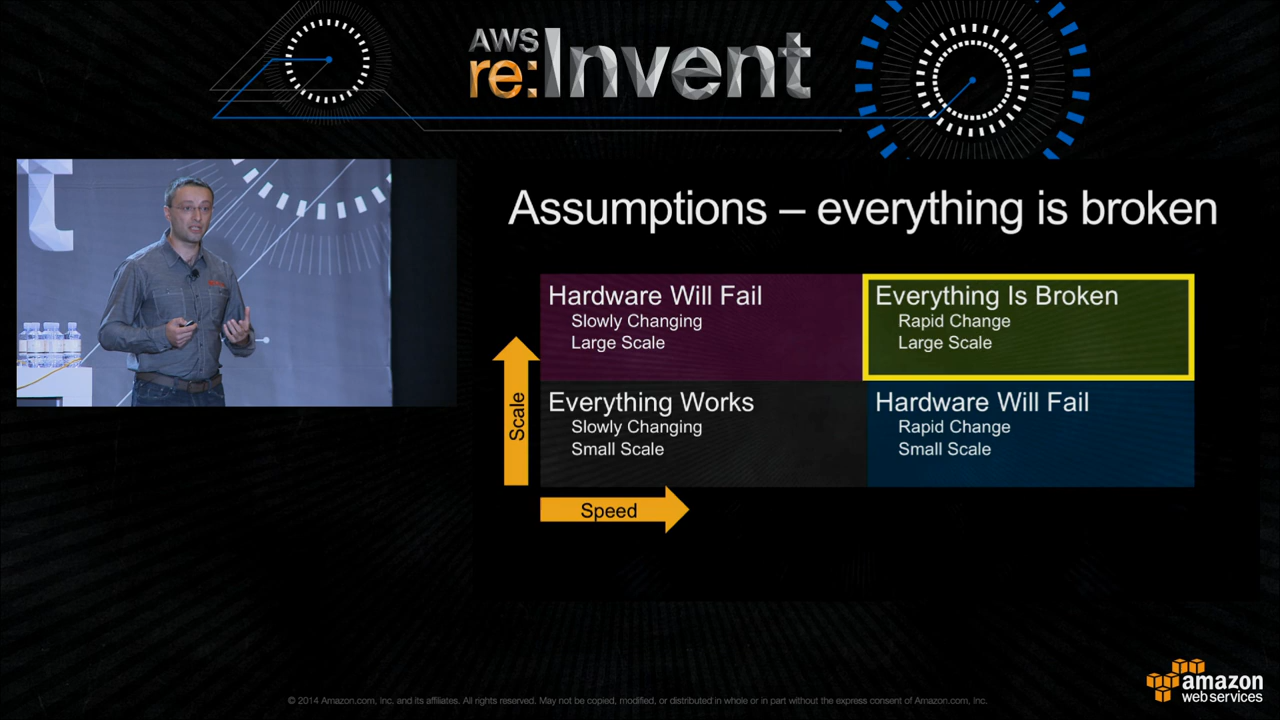 AWS
re:Invent
t
Assumptions – everything is broken
Hardware Will Fail
Slowly Changing
Large Scale
Everything Is Broken
Rapid Change
Large Scale
Everything Works
Slowly Changing
Small Scale
Hardware Will Fail
Rapid Change
Small Scale
Scale
Speed
© 2014 Amazon.com, Inc. and its affiliates. All rights reserved. May not be copied, modified, or distributed in whole or in part without the express consent of Amazon.com, Inc.
amazon
web services